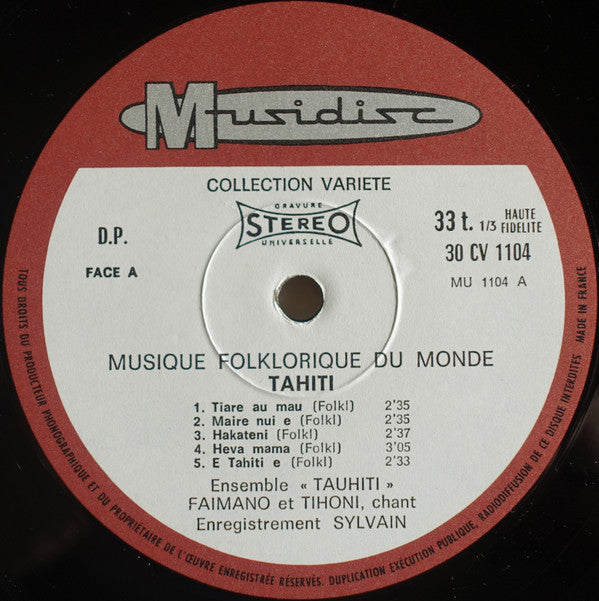 Musidisc
COLLECTION VARIETE
GRAVURE
STEREO
UNIVERSELLE
D.P.
FACE A
33 t. 1/3 HAUTE FIDELITE
30 CV 1104
MU 1104 A
MUSIQUE FOLKLORIQUE DU MONDE
TAHITI
1. Tiare au mau (Folkl) 2'35
2. Maire nui e (Folkl) 2'35
3. Hakateni (Folkl) 2'37
4. Heva mama (Folkl) 3'05
5. E Tahiti e (Folkl) 2'33
Ensemble « TAUHITI »
FAIMANO et TIHONI, chant
Enregistrement SYLVAIN
TOUS DROITS DU PRODUCTEUR PHONOGRAPHIQUE ET DU PROPRIÉTAIRE DE L'ŒUVRE ENREGISTRÉE RÉSERVÉS. DUPLICATION EXÉCUTION PUBLIQUE, RADIODIFFUSION DE CE DISQUE INTERDITES MADE IN FRANCE